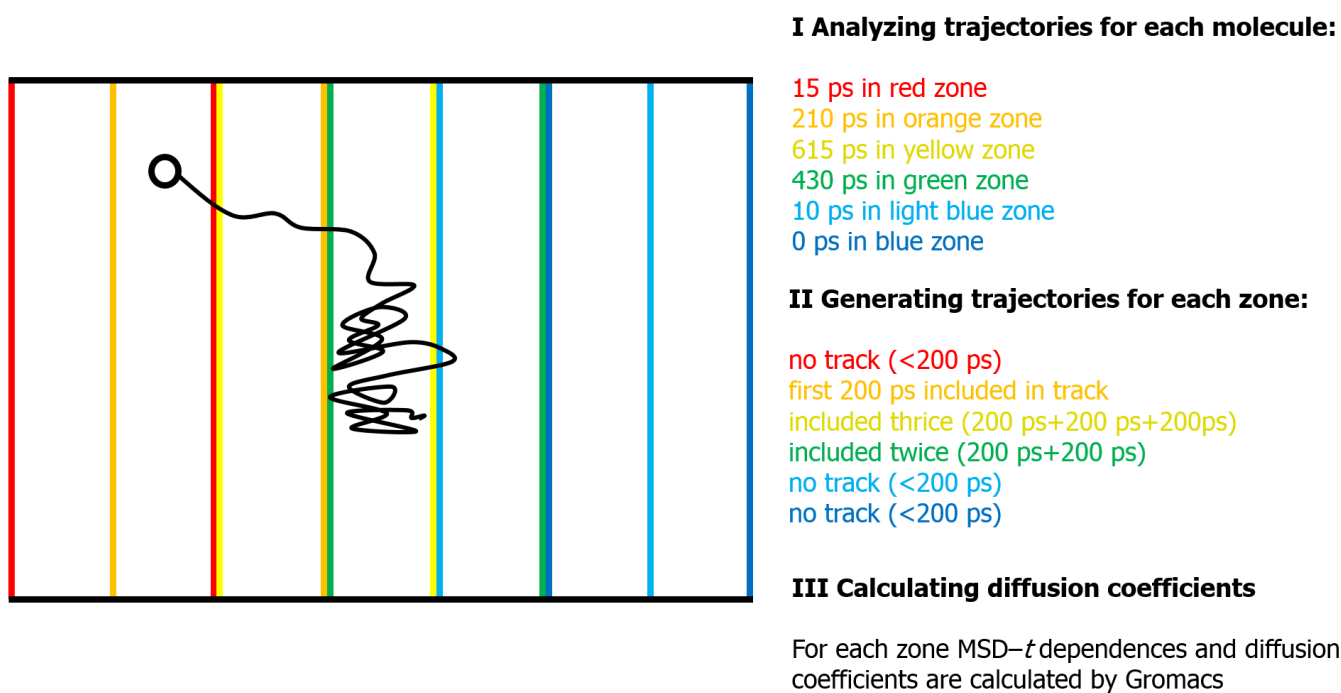 I Analyzing trajectories for each molecule:
15 ps in red zone
210 ps in orange zone
615 ps in yellow zone
430 ps in green zone
10 ps in light blue zone
0 ps in blue zone
II Generating trajectories for each zone:
no track (<200 ps)
first 200 ps included in track
included thrice (200 ps+200 ps+200ps)
included twice (200 ps+200 ps)
no track (<200 ps)
no track (<200 ps)
III Calculating diffusion coefficients
For each zone MSD–t dependences and diffusion
coefficients are calculated by Gromacs